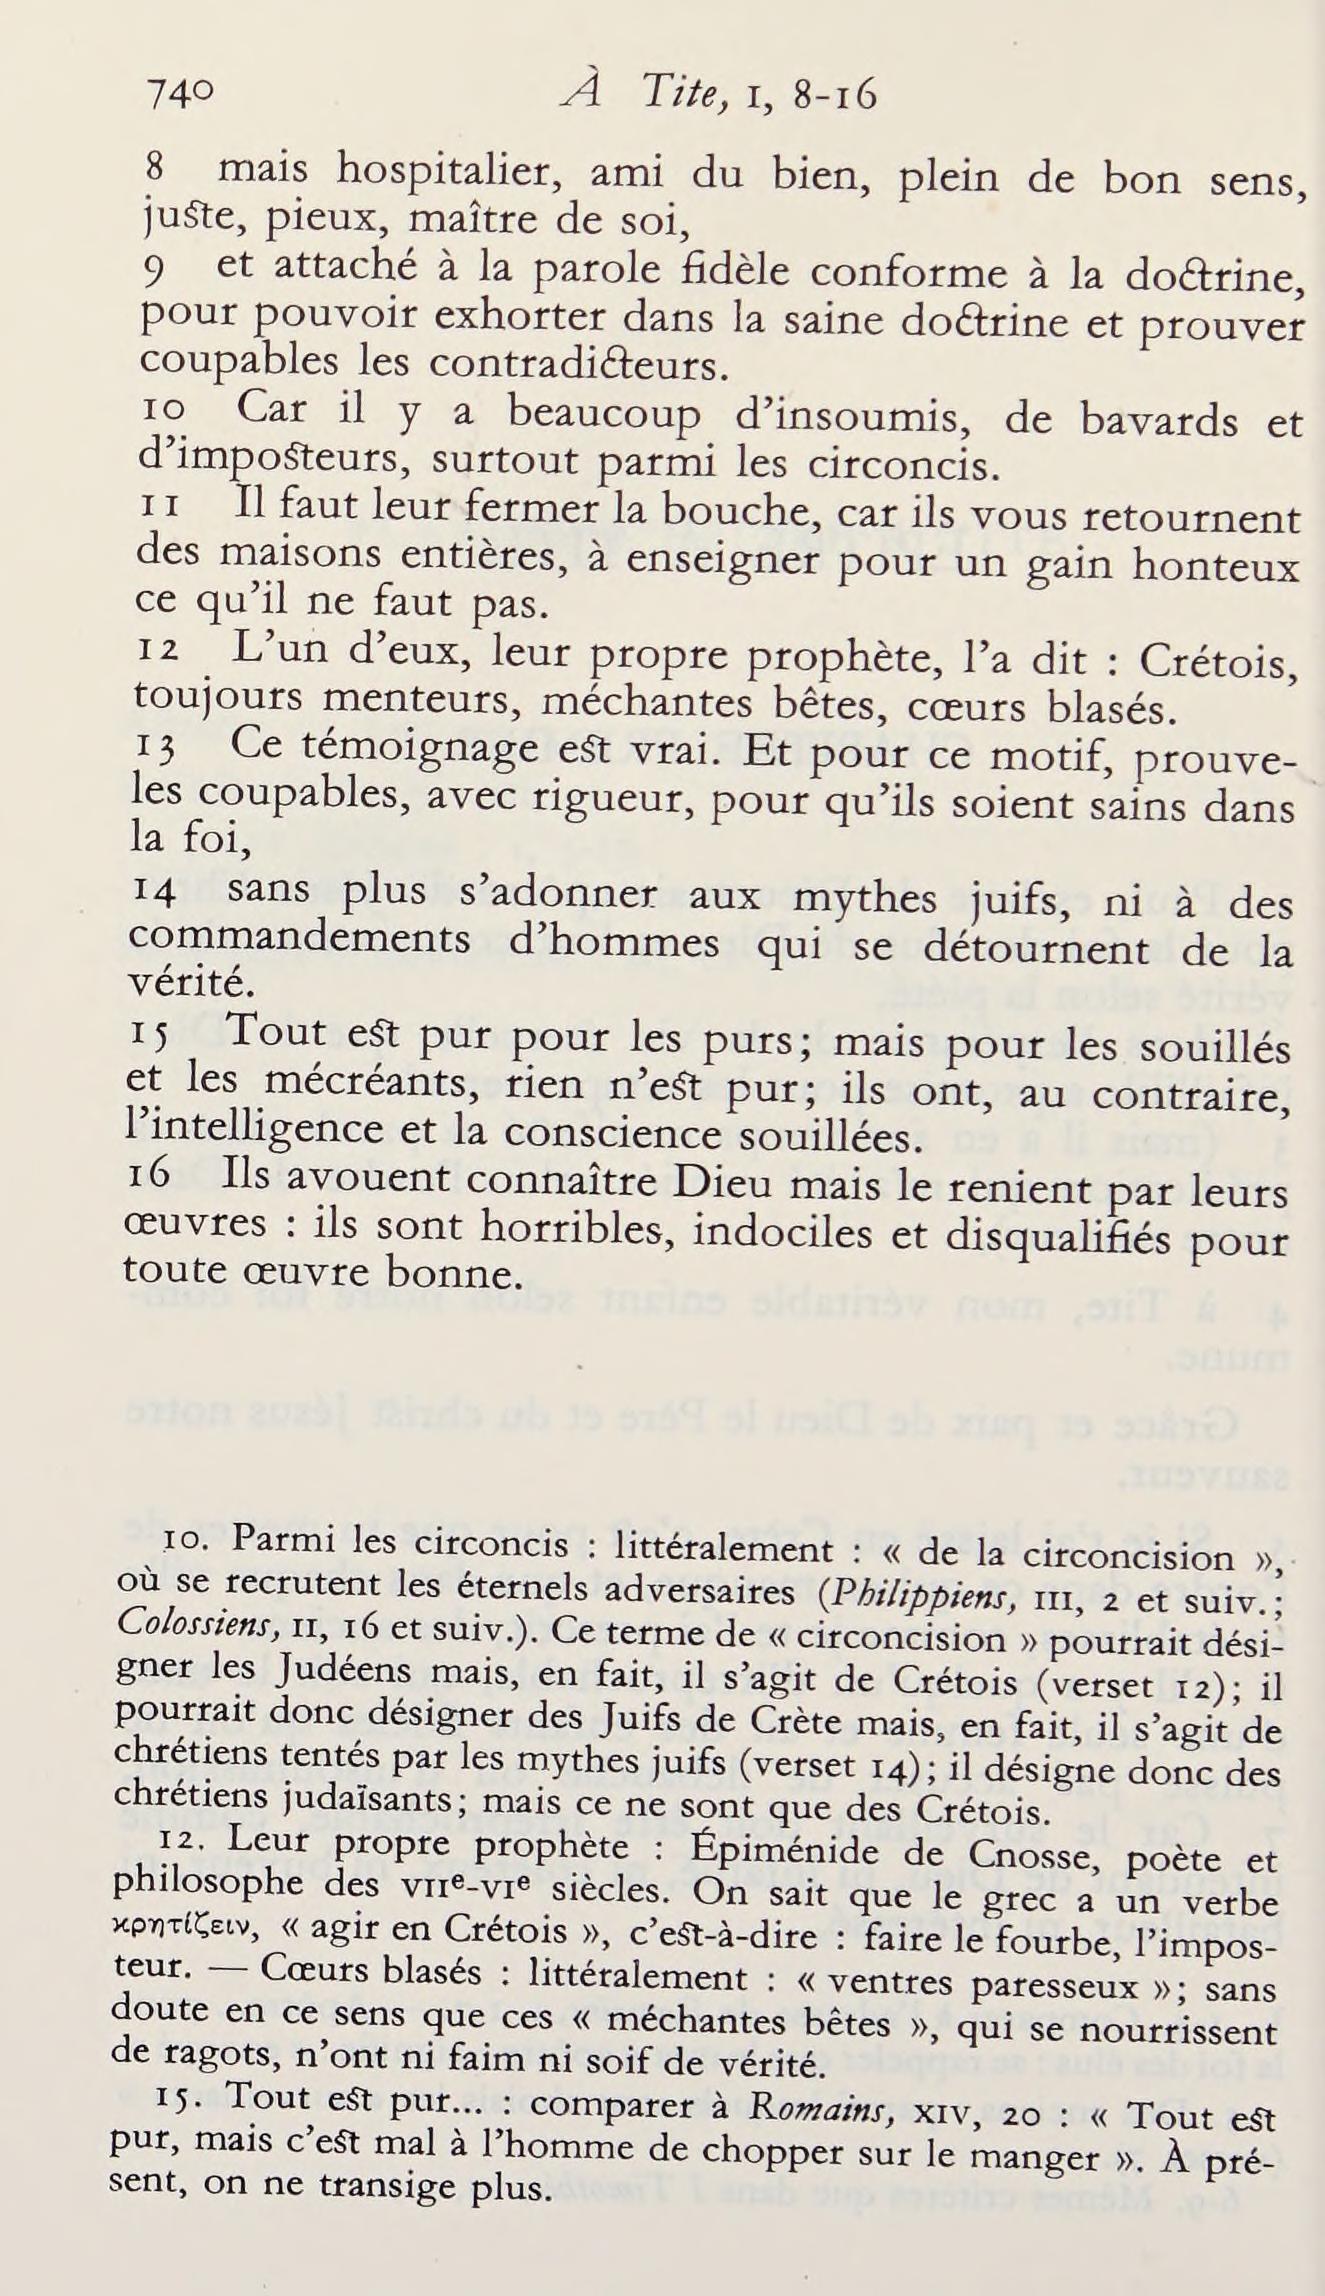 740 À Tite, I, 8-16
8 mais hospitalier, ami du bien, plein de bon sens,
juste, pieux, maître de soi,
9 et attaché à la parole fidèle conforme à la doctrine,
pour pouvoir exhorter dans la saine doctrine et prouver
coupables les contradicteurs.
10 Car il y a beaucoup d'insoumis, de bavards et
d'imposteurs, surtout parmi les circoncis.
11 Il faut leur fermer la bouche, car ils vous retournent
des maisons entières, à enseigner pour un gain honteux
ce qu'il ne faut pas.
12 L'un d'eux, leur propre prophète, l'a dit : Crétois,
toujours menteurs, méchantes bêtes, cœurs blasés.
13 Ce témoignage est vrai. Et pour ce motif, prouve-
les coupables, avec rigueur, pour qu'ils soient sains dans
la foi,
14 sans plus s'adonner aux mythes juifs, ni à des
commandements d'hommes qui se détournent de la
vérité.
15 Tout est pur pour les purs; mais pour les souillés
et les mécréants, rien n'est pur; ils ont, au contraire,
l'intelligence et la conscience souillées.
16 Ils avouent connaître Dieu mais le renient par leurs
œuvres : ils sont horribles, indociles et disqualifiés pour
toute œuvre bonne.
10. Parmi les circoncis : littéralement : « de la circoncision »,
où se recrutent les éternels adversaires (Philippiens, III, 2 et suiv.;
Colossiens, II, 16 et suiv.). Ce terme de « circoncision » pourrait dési-
gner les Judéens mais, en fait, il s'agit de Crétois (verset 12); il
pourrait donc désigner des Juifs de Crète mais, en fait, il s'agit de
chrétiens tentés par les mythes juifs (verset 14); il désigne donc des
chrétiens judaïsants; mais ce ne sont que des Crétois.
12. Leur propre prophète : Épiménide de Cnosse, poète et
philosophe des VIIe-VIe siècles. On sait que le grec a un verbe
κρητίζειν, « agir en Crétois », c'est-à-dire : faire le fourbe, l'impos-
teur. — Cœurs blasés : littéralement : « ventres paresseux »; sans
doute en ce sens que ces « méchantes bêtes », qui se nourrissent
de ragots, n'ont ni faim ni soif de vérité.
15. Tout est pur... : comparer à Romains, XIV, 20 : « Tout est
pur, mais c'est mal à l'homme de chopper sur le manger ». À pré-
sent, on ne transige plus.